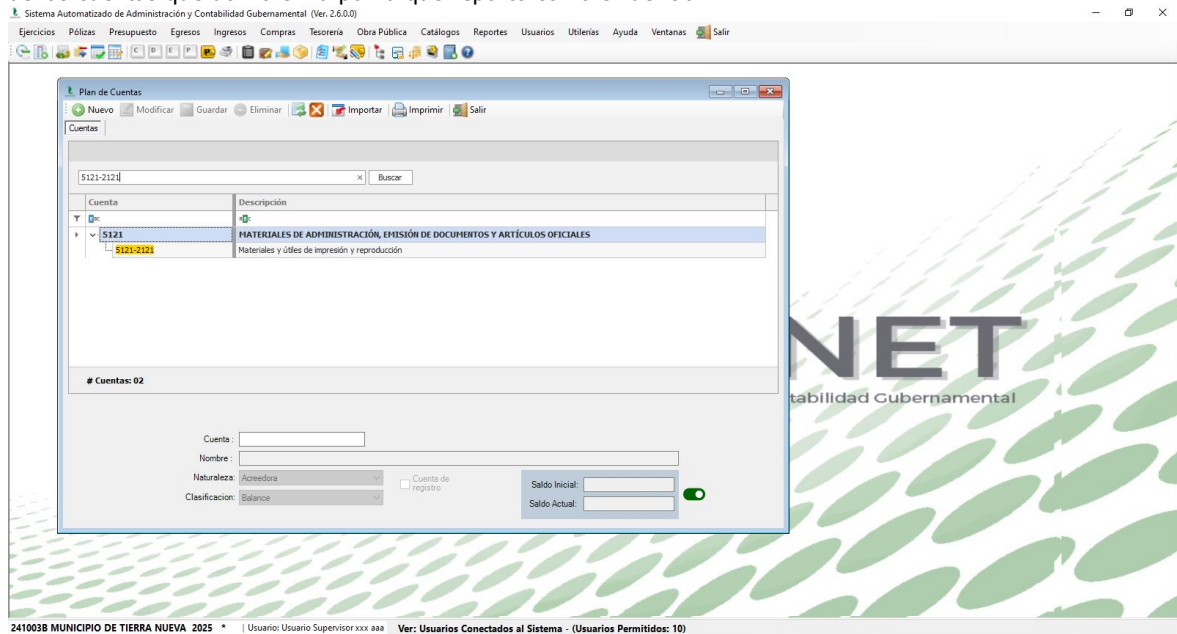 Sistema Automatizado de Administración y Contabilidad Gubernamental (Ver. 2.6.0.0)
Ejercicios Pólizas Presupuesto Egresos Ingresos Compras Tesorería Obra Pública Catálogos Reportes Usuarios Utilerías Ayuda Ventanas Salir
C D E P P
Plan de Cuentas
Nuevo Modificar Guardar Eliminar Importar Imprimir Salir
Cuentas
5121-2121 × Buscar
Cuenta Descripción
5121 MATERIALES DE ADMINISTRACIÓN, EMISIÓN DE DOCUMENTOS Y ARTÍCULOS OFICIALES
5121-2121 Materiales y útiles de impresión y reproducción
# Cuentas: 02
NET
tabilidad Gubernamental
Cuenta :
Nombre :
Naturaleza: Acreedora Cuenta de registro
Clasificacion: Balance
Saldo Inicial:
Saldo Actual:
241003B MUNICIPIO DE TIERRA NUEVA 2025 * | Usuario: Usuario Supervisor xxx aaa Ver: Usuarios Conectados al Sistema - (Usuarios Permitidos: 10)